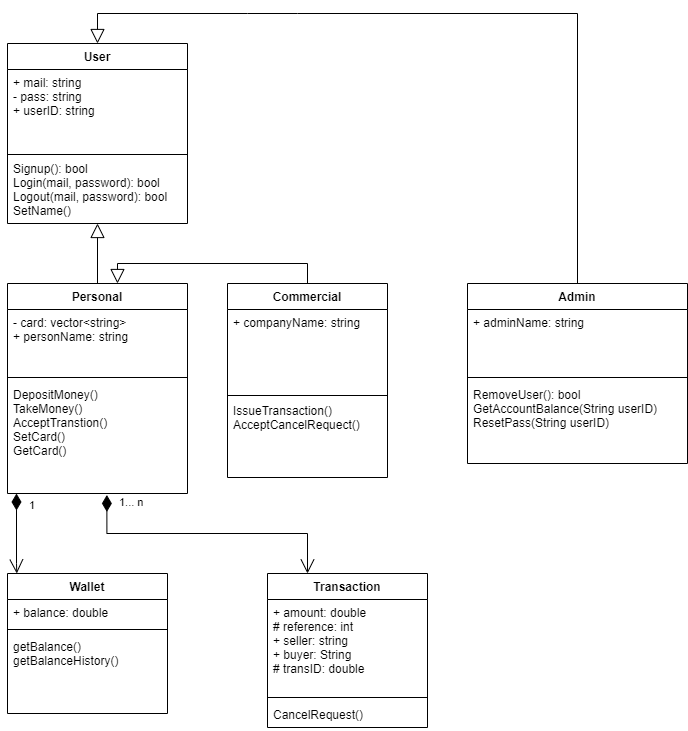 User
+ mail: string
- pass: string
+ userID: string
Signup(): bool
Login(mail, password): bool
Logout(mail, password): bool
SetName()
Personal
- card: vector<string>
+ personName: string
DepositMoney()
TakeMoney()
AcceptTranstion()
SetCard()
GetCard()
Commercial
+ companyName: string
IssueTransaction()
AcceptCancelRequect()
Admin
+ adminName: string
RemoveUser(): bool
GetAccountBalance(String userID)
ResetPass(String userID)
1
1... n
Wallet
+ balance: double
getBalance()
getBalanceHistory()
Transaction
+ amount: double
# reference: int
+ seller: string
+ buyer: String
# transID: double
CancelRequest()